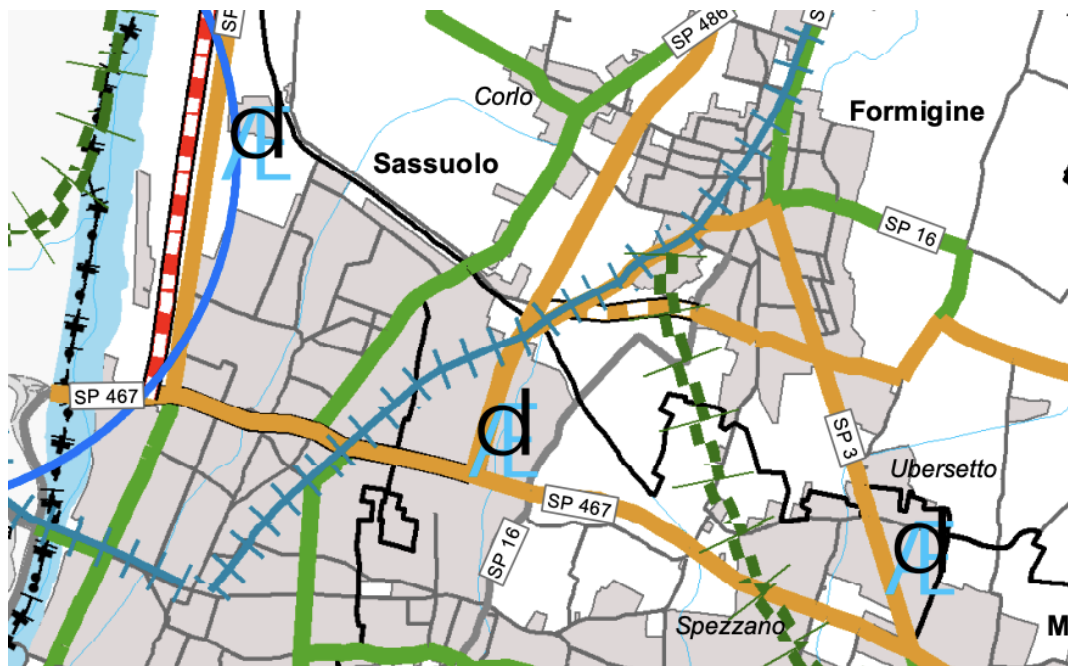 SP
S
SP 486
Corlo
Formigine
d
Æ
Sassuolo
SP 16
SP 467
d
Æ
SP 3
Ubersetto
SP 467
d
Æ
SP 16
Spezzano
M